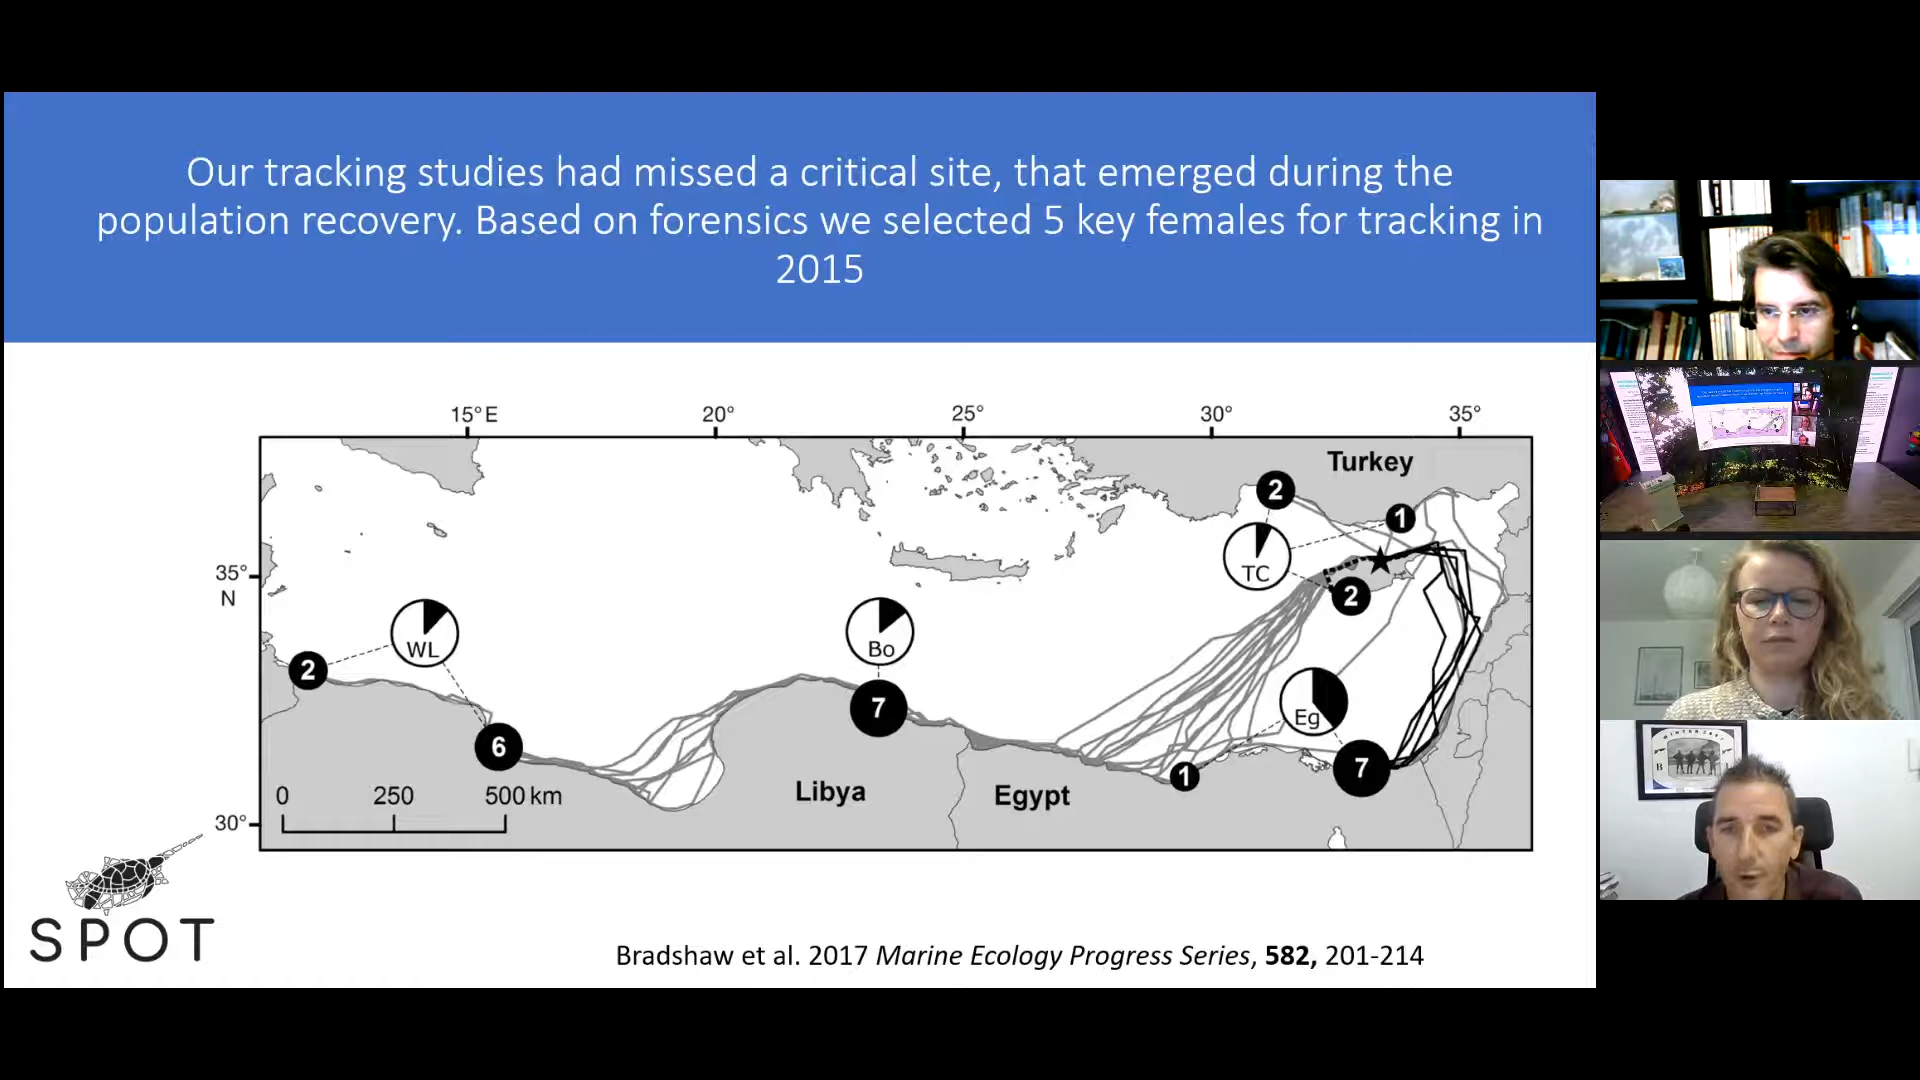 Our tracking studies had missed a critical site, that emerged during the
population recovery. Based on forensics we selected 5 key females for tracking in
2015
15°E 20° 25° 30° 35°
Turkey
2
1
35°
N
TC
2
WL
Bo
2
7
Eg
6
7
1
Libya
Egypt
0 250 500 km
30°
SPOT
Bradshaw et al. 2017 Marine Ecology Progress Series, 582, 201-214